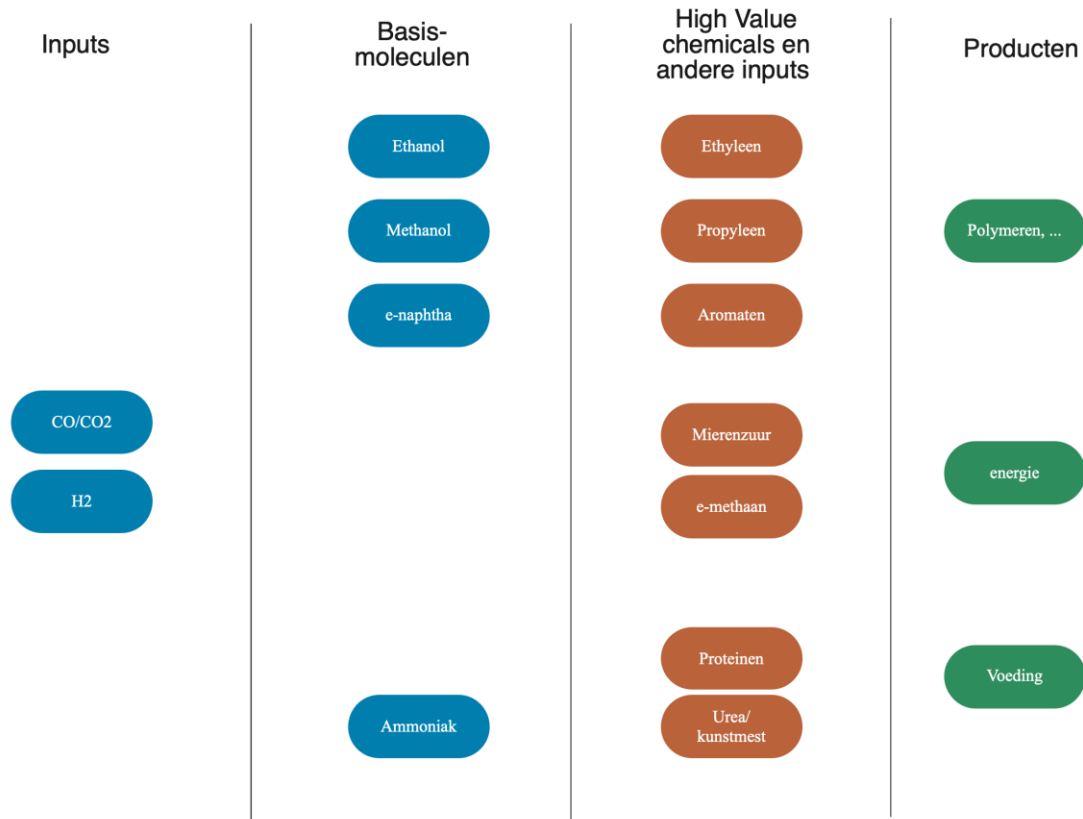 Inputs
Basis-
moleculen
High Value
chemicals en
andere inputs
Producten
Ethanol
Ethyleen
Methanol
Propyleen
Polymeren, ...
e-naphtha
Aromaten
CO/CO2
Mierenzuur
energie
H2
e-methaan
Proteinen
Voeding
Ammoniak
Urea/
kunstmest